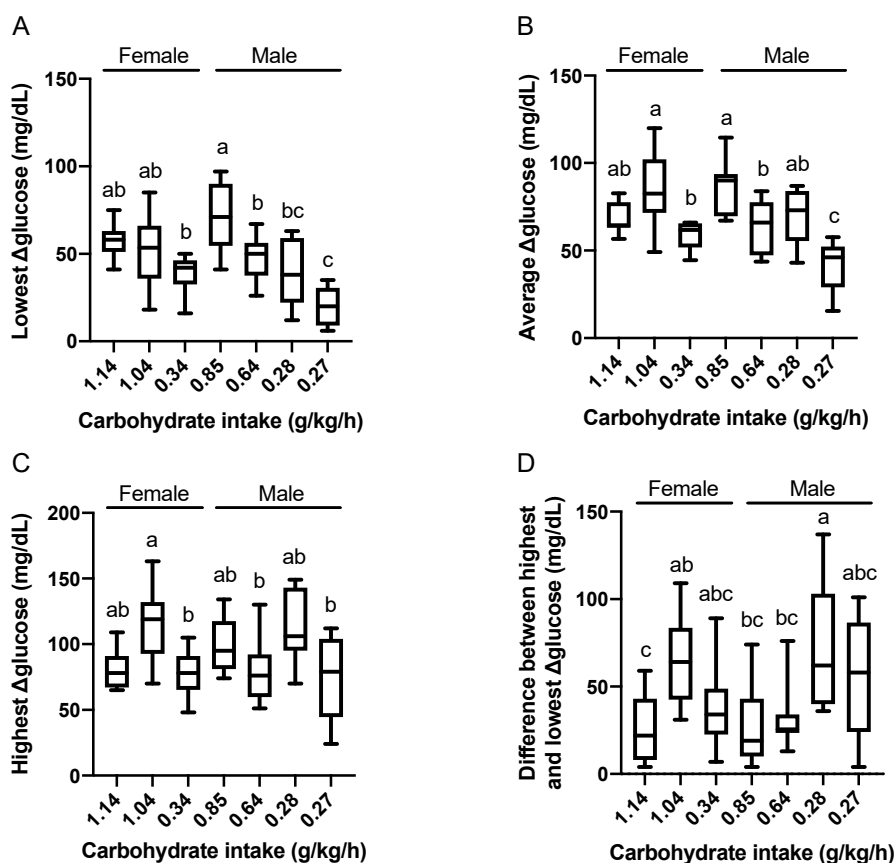 A
Female Male
Lowest Δglucose (mg/dL)
150
100
50
0
ab ab b a b bc c
1.14 1.04 0.34 0.85 0.64 0.28 0.27
Carbohydrate intake (g/kg/h)
B
Female Male
Average Δglucose (mg/dL)
150
100
50
0
ab a b a b ab c
1.14 1.04 0.34 0.85 0.64 0.28 0.27
Carbohydrate intake (g/kg/h)
C
Female Male
Highest Δglucose (mg/dL)
200
150
100
50
0
ab a b ab b ab b
1.14 1.04 0.34 0.85 0.64 0.28 0.27
Carbohydrate intake (g/kg/h)
D
Female Male
Difference between highest
and lowest Δglucose (mg/dL)
150
100
50
0
c ab abc bc bc a abc
1.14 1.04 0.34 0.85 0.64 0.28 0.27
Carbohydrate intake (g/kg/h)